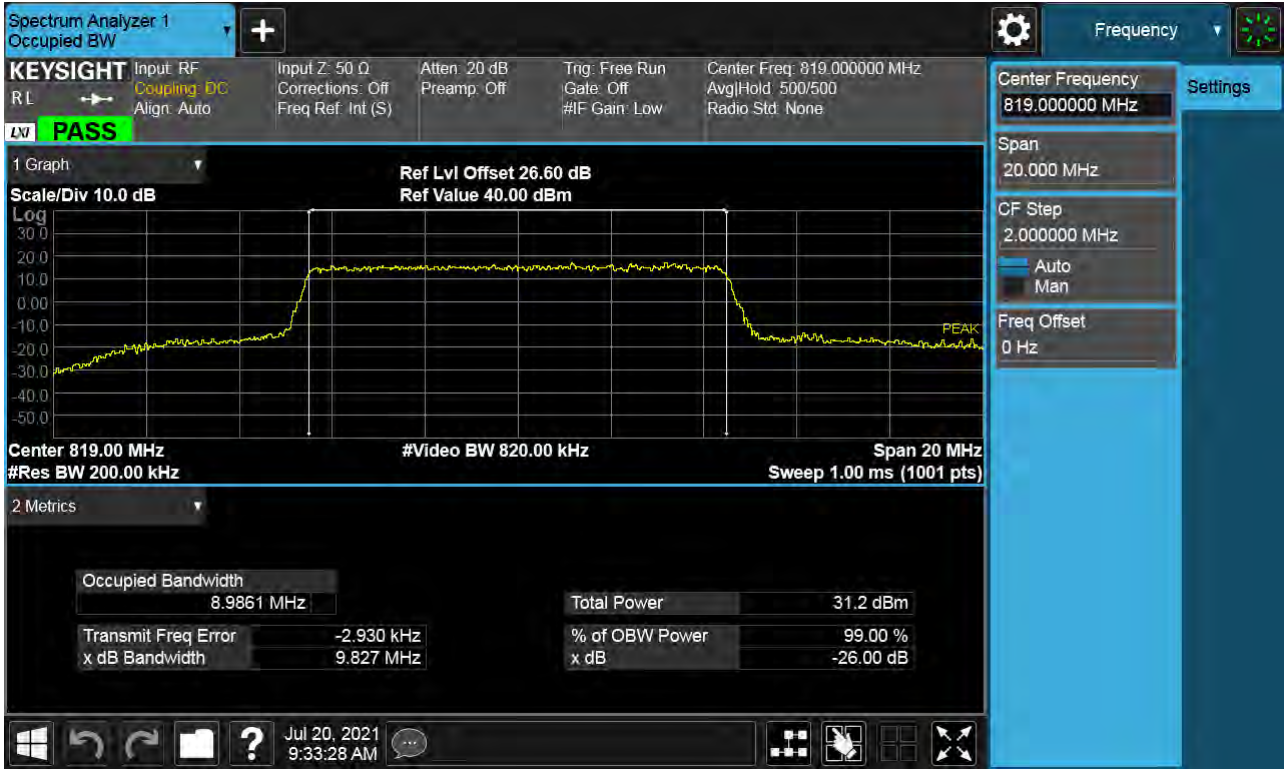 Spectrum Analyzer 1
Occupied BW
+
Frequency
KEYSIGHT
RL
LXI
PASS
Input: RF
Coupling: DC
Align: Auto
Input Z: 50 Ω
Corrections: Off
Freq Ref: Int (S)
Atten: 20 dB
Preamp: Off
Trig: Free Run
Gate: Off
#IF Gain: Low
Center Freq: 819.000000 MHz
Avg|Hold: 500/500
Radio Std: None
Center Frequency
819.000000 MHz
Settings
Span
20.000 MHz
CF Step
2.000000 MHz
Auto
Man
Freq Offset
0 Hz
1 Graph
Scale/Div 10.0 dB
Ref Lvl Offset 26.60 dB
Ref Value 40.00 dBm
Log
30.0
20.0
10.0
0.00
-10.0
-20.0
-30.0
-40.0
-50.0
PEAK
Center 819.00 MHz
#Video BW 820.00 kHz
Span 20 MHz
#Res BW 200.00 kHz
Sweep 1.00 ms (1001 pts)
2 Metrics
Occupied Bandwidth
8.9861 MHz
Total Power 31.2 dBm
Transmit Freq Error -2.930 kHz
% of OBW Power 99.00 %
x dB Bandwidth 9.827 MHz
x dB -26.00 dB
?
Jul 20, 2021
9:33:28 AM